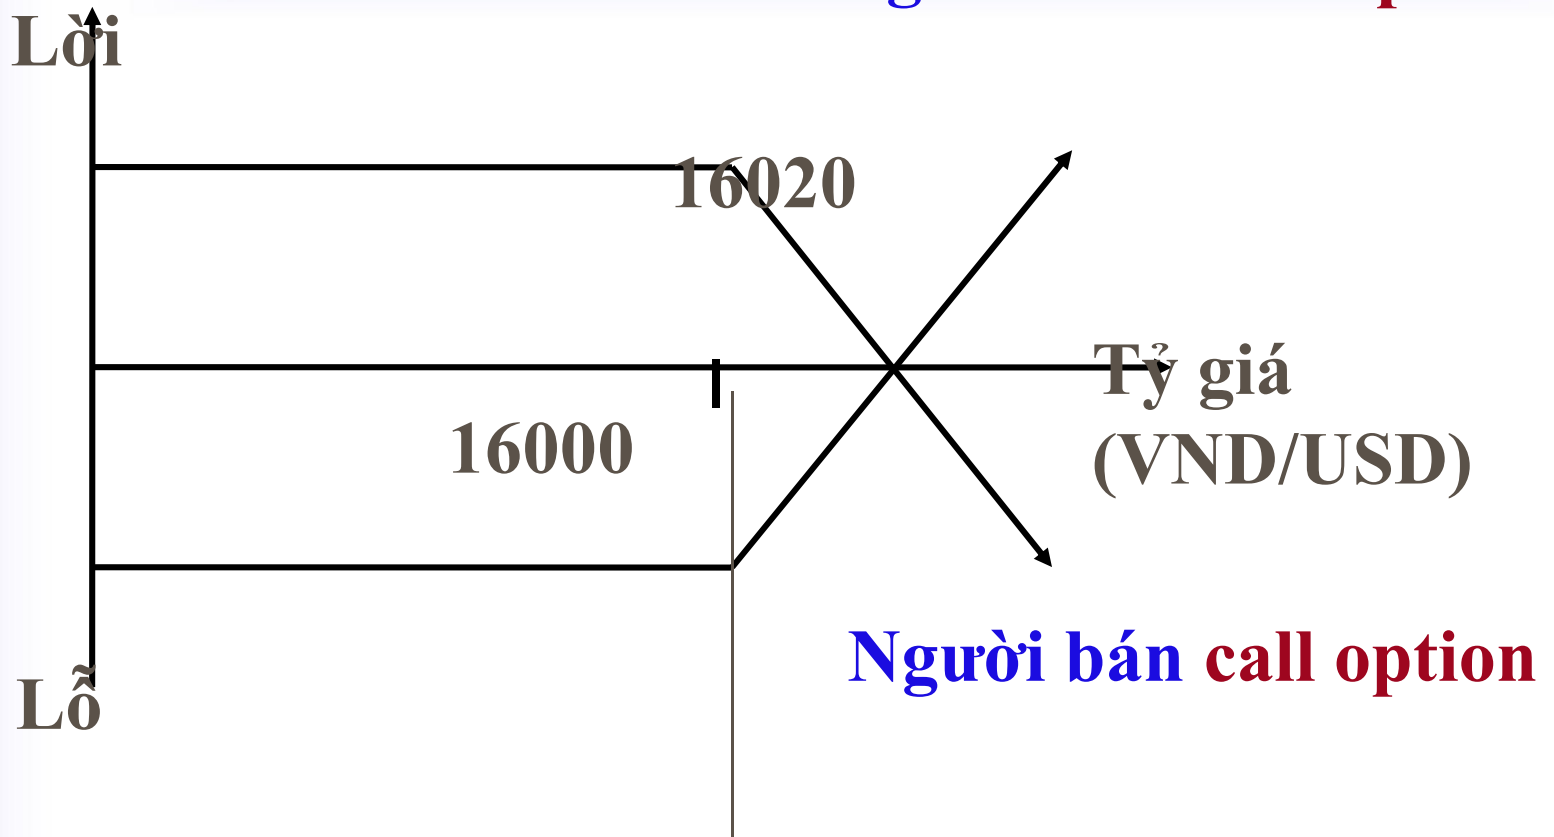 Lời
16020
Tỷ giá
(VND/USD)
16000
Người bán call option
Lỗ